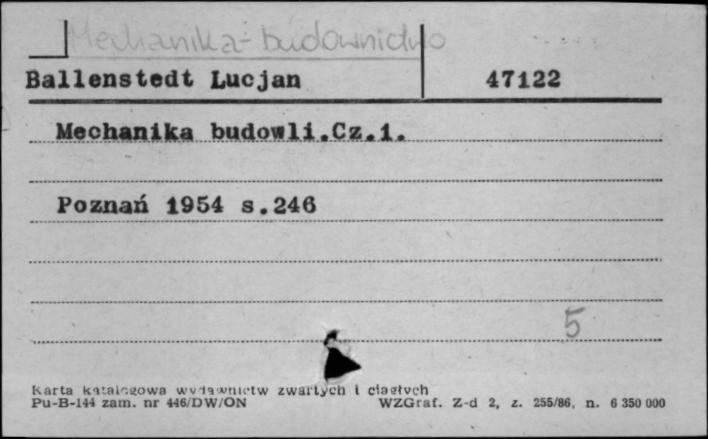 Mechanika - budownictwo
Ballenstedt Lucjan 47122
Mechanika budowli.Cz.1.
Poznań 1954 s.246
5
Karta katalogowa wydawnictw zwartych i ciągłych
Pu-B-144 zam. nr 446/DW/ON WZGraf. Z-d 2, z. 255/86, n. 6 350 000